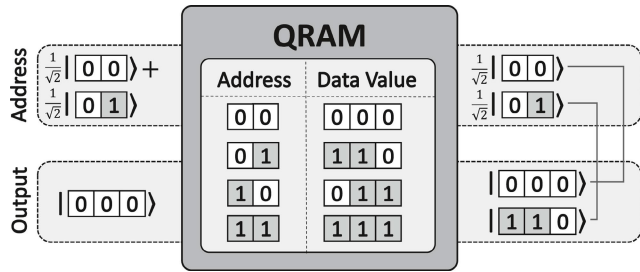 QRAM
Address
1/√2 | 0 0 ⟩ +
1/√2 | 0 1 ⟩
Output
| 0 0 0 ⟩
Address Data Value
0 0 0 0 0
0 1 1 1 0
1 0 0 1 1
1 1 1 1 1
1/√2 | 0 0 ⟩
1/√2 | 0 1 ⟩
| 0 0 0 ⟩
| 1 1 0 ⟩